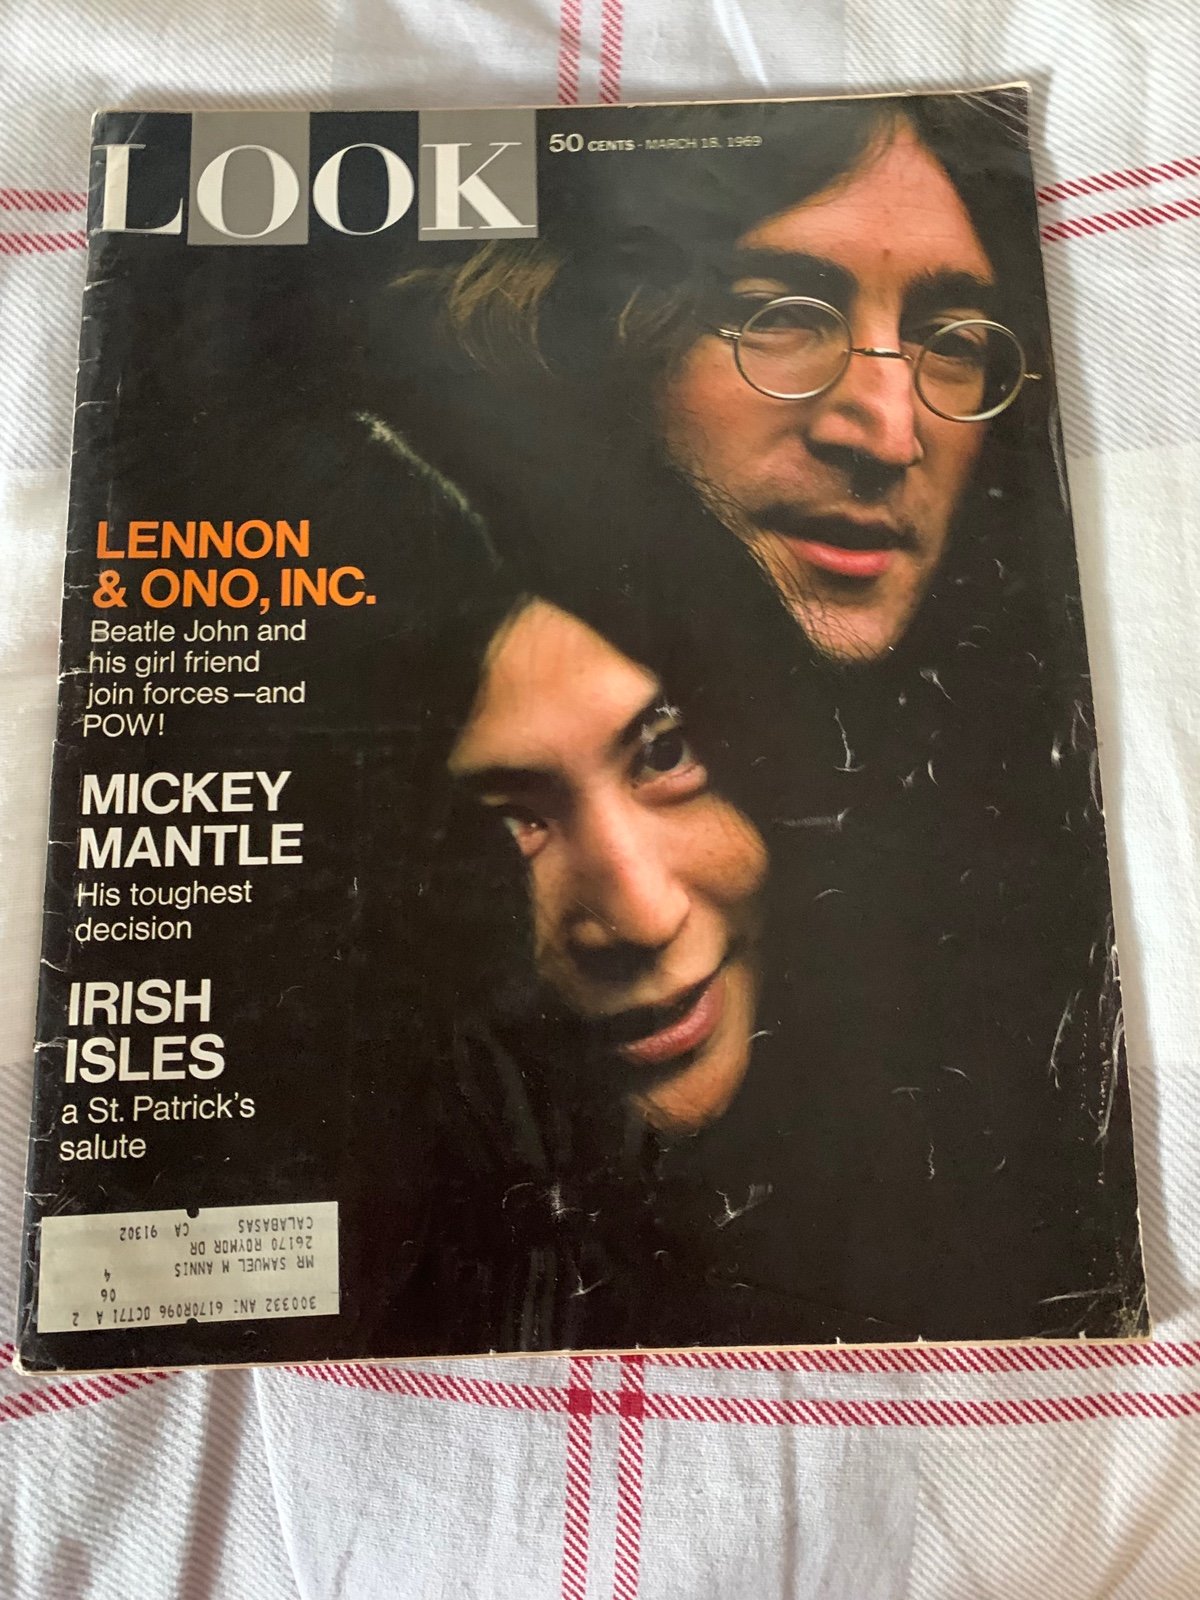 LOOK
50 CENTS · MARCH 18, 1969
LENNON
& ONO, INC.
Beatle John and
his girl friend
join forces—and
POW!
MICKEY
MANTLE
His toughest
decision
IRISH
ISLES
a St. Patrick's
salute
300332 AN 6170R096 OCT71 A 2
06
MR SAMUEL M ANNIS 4
26170 ROYMOR DR
CALABASAS CA 91302